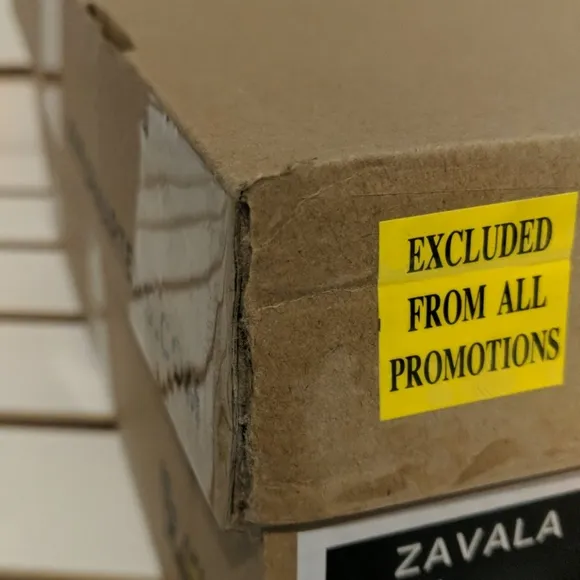 EXCLUDED
FROM ALL
PROMOTIONS
ZAVALA